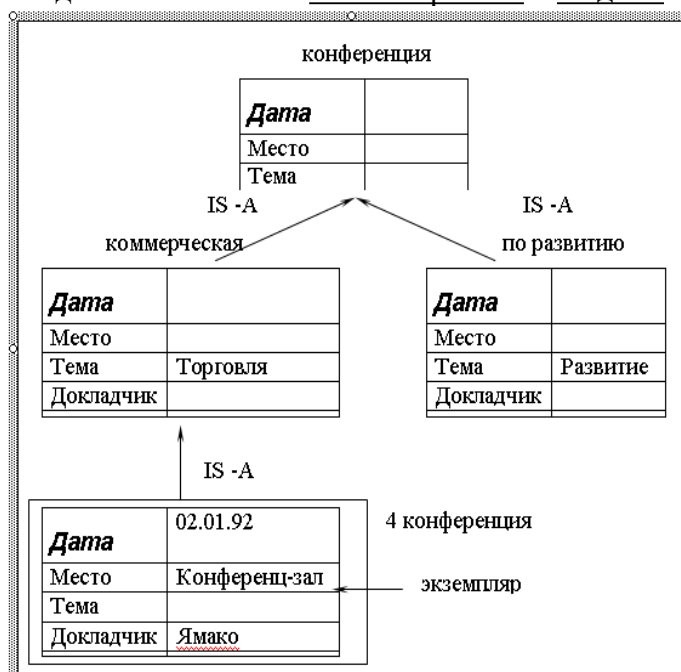 конференция
Дата
Место
Тема
IS -A IS -A
коммерческая по развитию
Дата Дата
Место Место
Тема Торговля Тема Развитие
Докладчик Докладчик
IS -A
Дата 02.01.92 4 конференция
Место Конференц-зал экземпляр
Тема
Докладчик Ямако